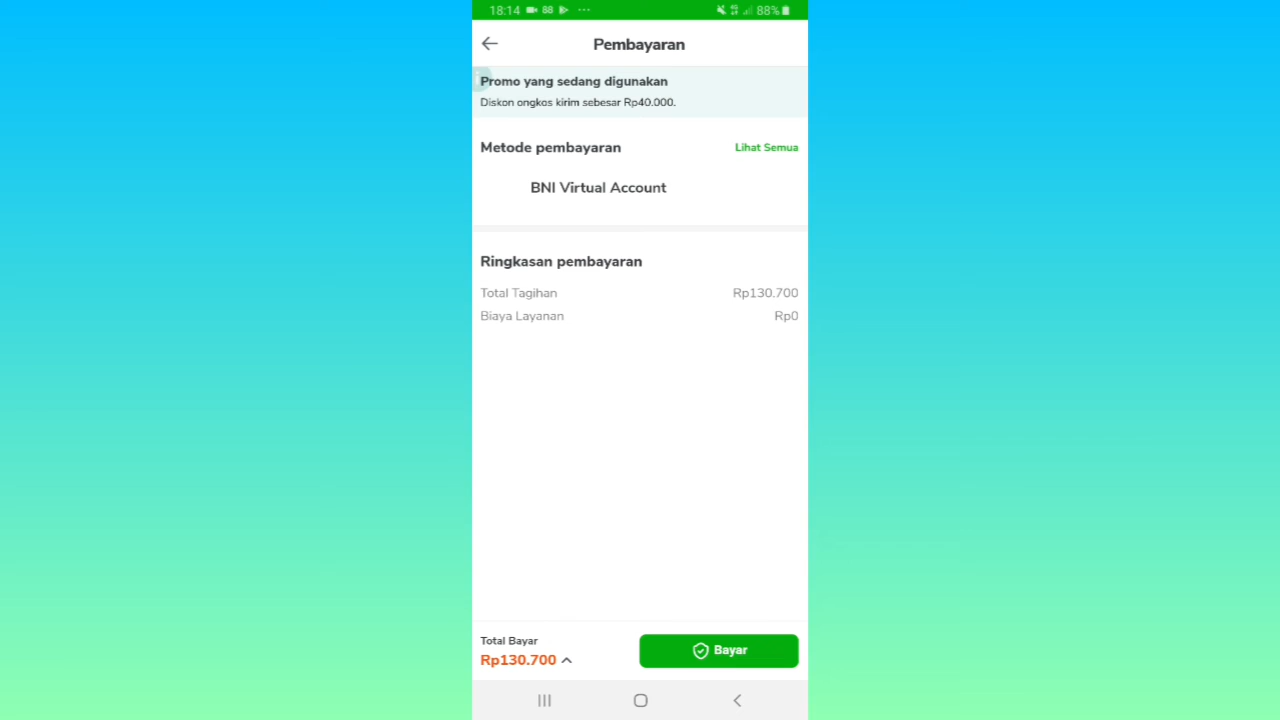 18:14 88 ... 88%
Pembayaran
Promo yang sedang digunakan
Diskon ongkos kirim sebesar Rp40.000.
Metode pembayaran Lihat Semua
BNI Virtual Account
Ringkasan pembayaran
Total Tagihan Rp130.700
Biaya Layanan Rp0
Total Bayar
Rp130.700
Bayar